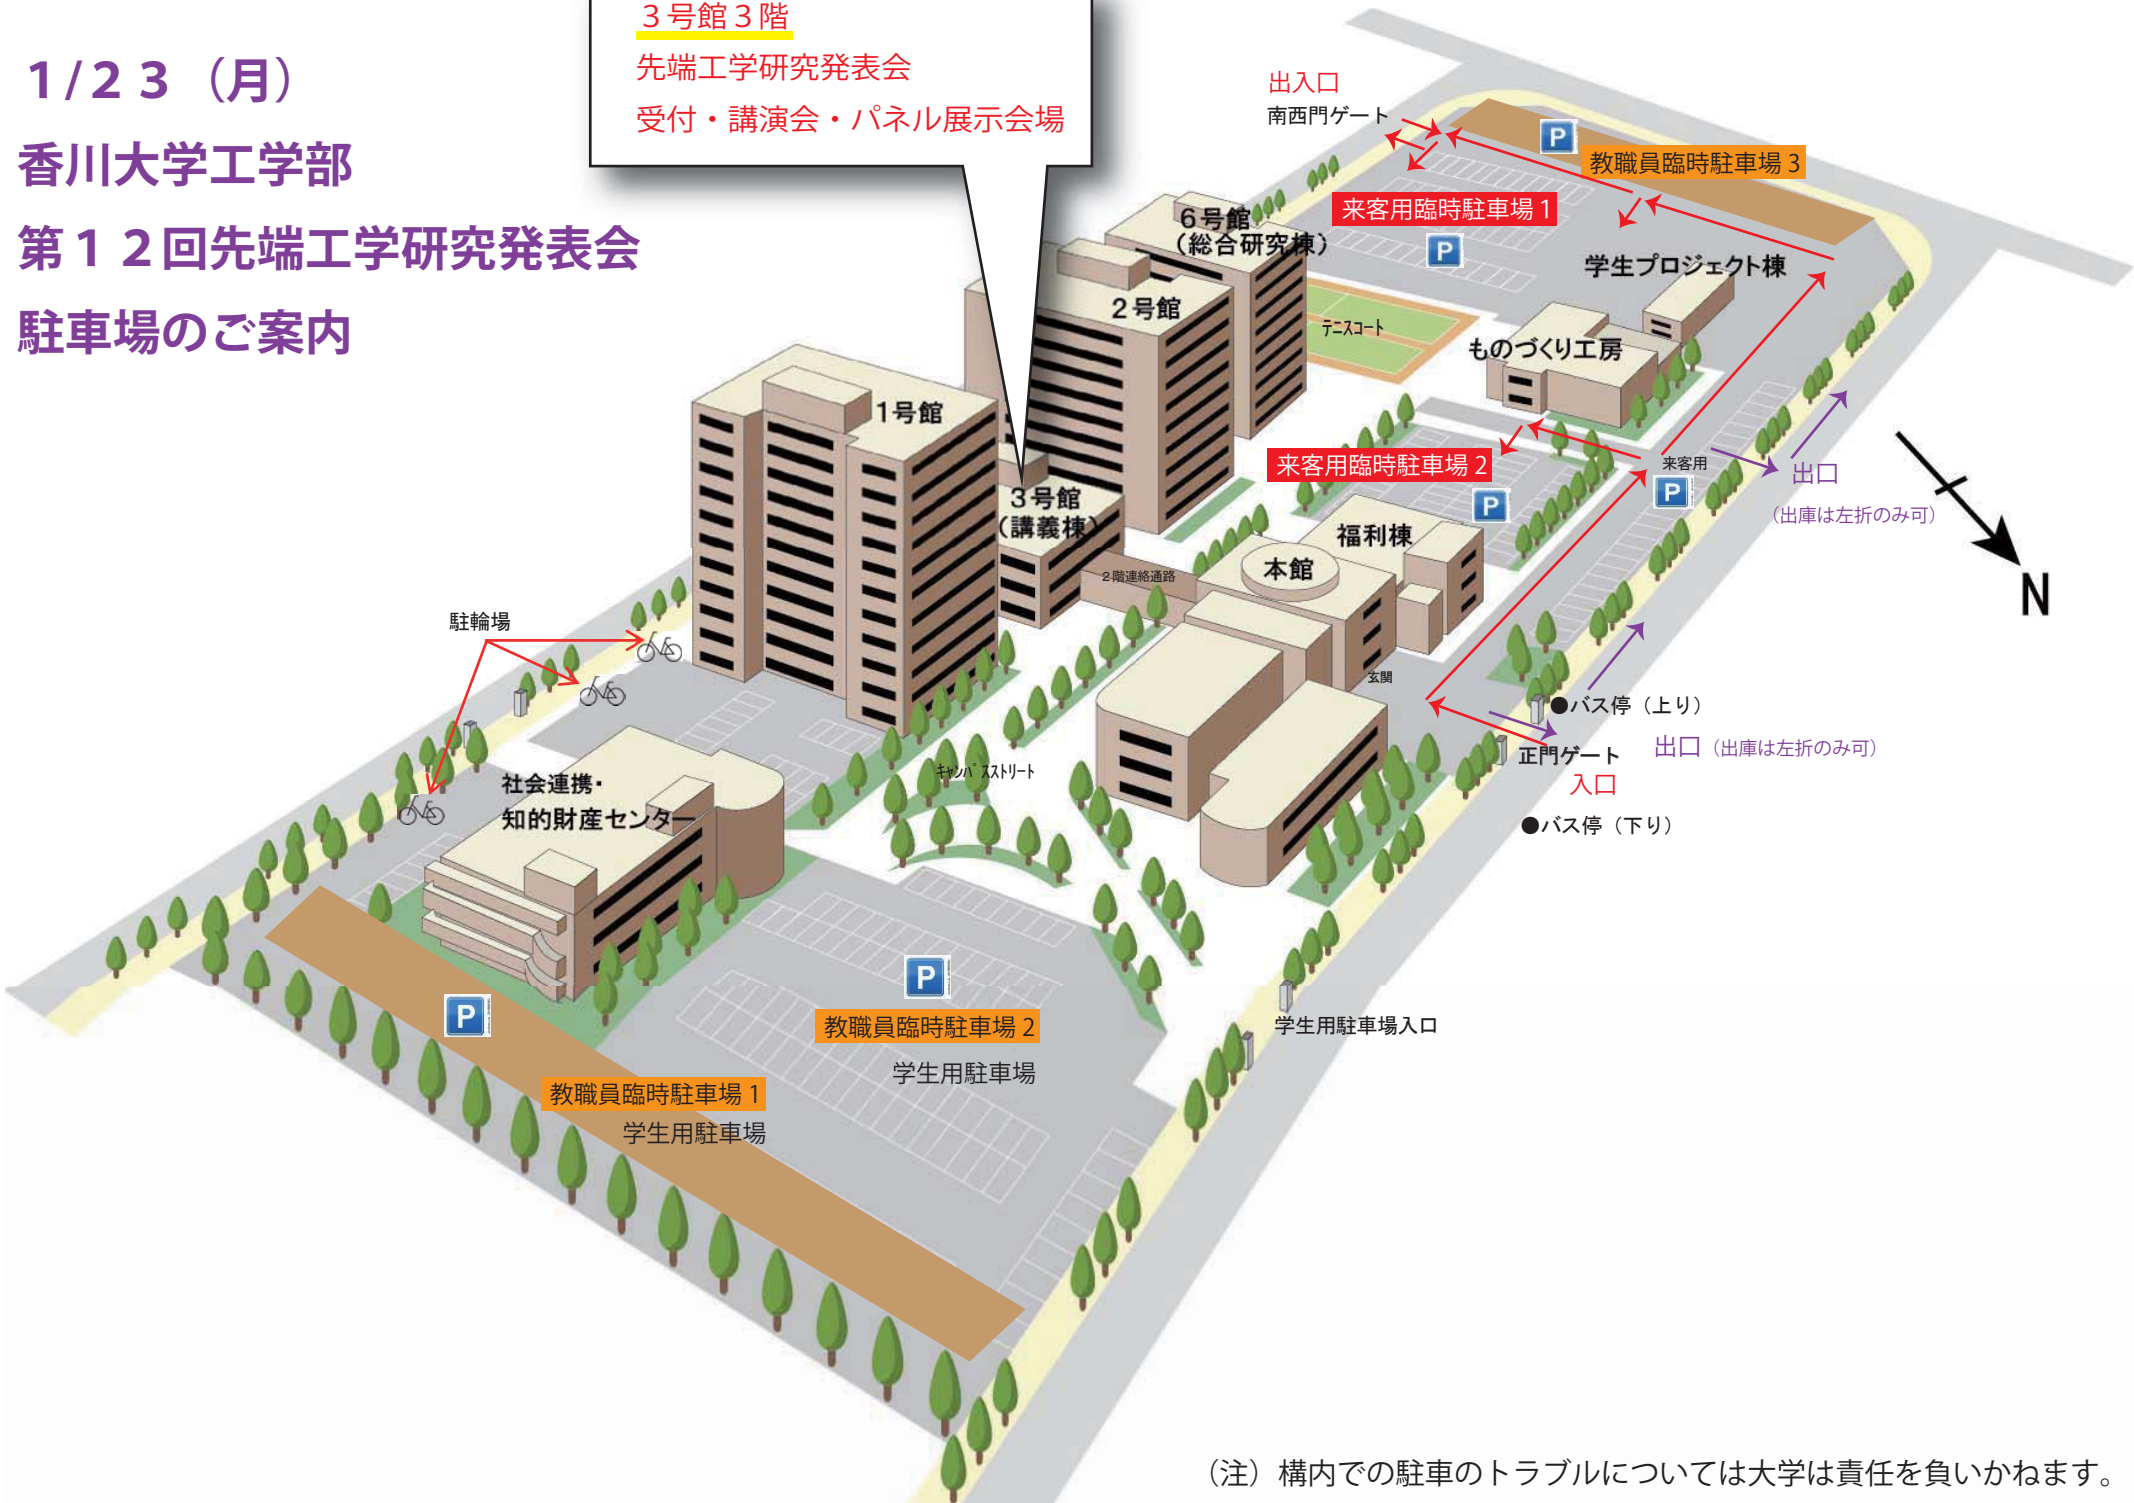 1/23（月）
香川大学工学部
第12回先端工学研究発表会
駐車場のご案内
３号館３階
先端工学研究発表会
受付・講演会・パネル展示会場
出入口
南西門ゲート
P
教職員臨時駐車場 3
来客用臨時駐車場 1
P
6号館
（総合研究棟）
学生プロジェクト棟
2号館
テニスコート
ものづくり工房
1号館
来客用臨時駐車場 2
P
来客用
P
出口
（出庫は左折のみ可）
N
3号館
（講義棟）
福利棟
本館
2階連絡通路
玄関
駐輪場
●バス停（上り）
出口（出庫は左折のみ可）
正門ゲート
入口
●バス停（下り）
キャンパスストリート
社会連携・
知的財産センター
P
教職員臨時駐車場 2
学生用駐車場
学生用駐車場入口
P
教職員臨時駐車場 1
学生用駐車場
（注）構内での駐車のトラブルについては大学は責任を負いかねます。